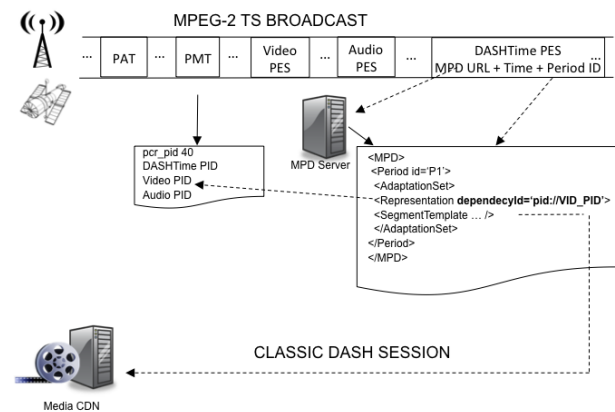 MPEG-2 TS BROADCAST
... PAT ... PMT ... Video PES ... Audio PES ... DASHTime PES ...
MPD URL + Time + Period ID
MPD Server
pcr_pid 40
DASHTime PID
Video PID
Audio PID
<MPD>
<Period id='P1'>
<AdaptationSet>
<Representation dependecyId='pid://VID_PID'>
<SegmentTemplate ... />
</AdaptationSet>
</Period>
</MPD>
CLASSIC DASH SESSION
Media CDN